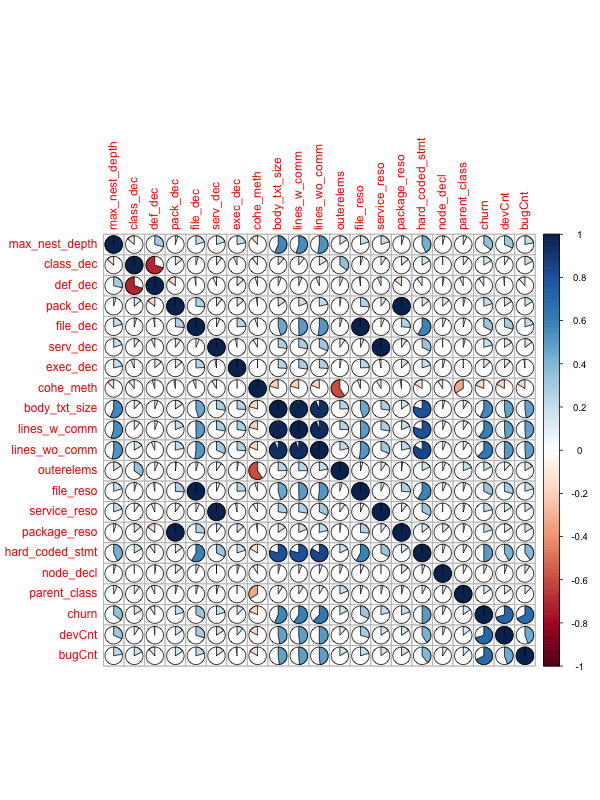 max_nest_depth
class_dec
def_dec
pack_dec
file_dec
serv_dec
exec_dec
cohe_meth
body_txt_size
lines_w_comm
lines_wo_comm
outerelems
file_reso
service_reso
package_reso
hard_coded_stmt
node_decl
parent_class
churn
devCnt
bugCnt
max_nest_depth
class_dec
def_dec
pack_dec
file_dec
serv_dec
exec_dec
cohe_meth
body_txt_size
lines_w_comm
lines_wo_comm
outerelems
file_reso
service_reso
package_reso
hard_coded_stmt
node_decl
parent_class
churn
devCnt
bugCnt
1
0.8
0.6
0.4
0.2
0
-0.2
-0.4
-0.6
-0.8
-1